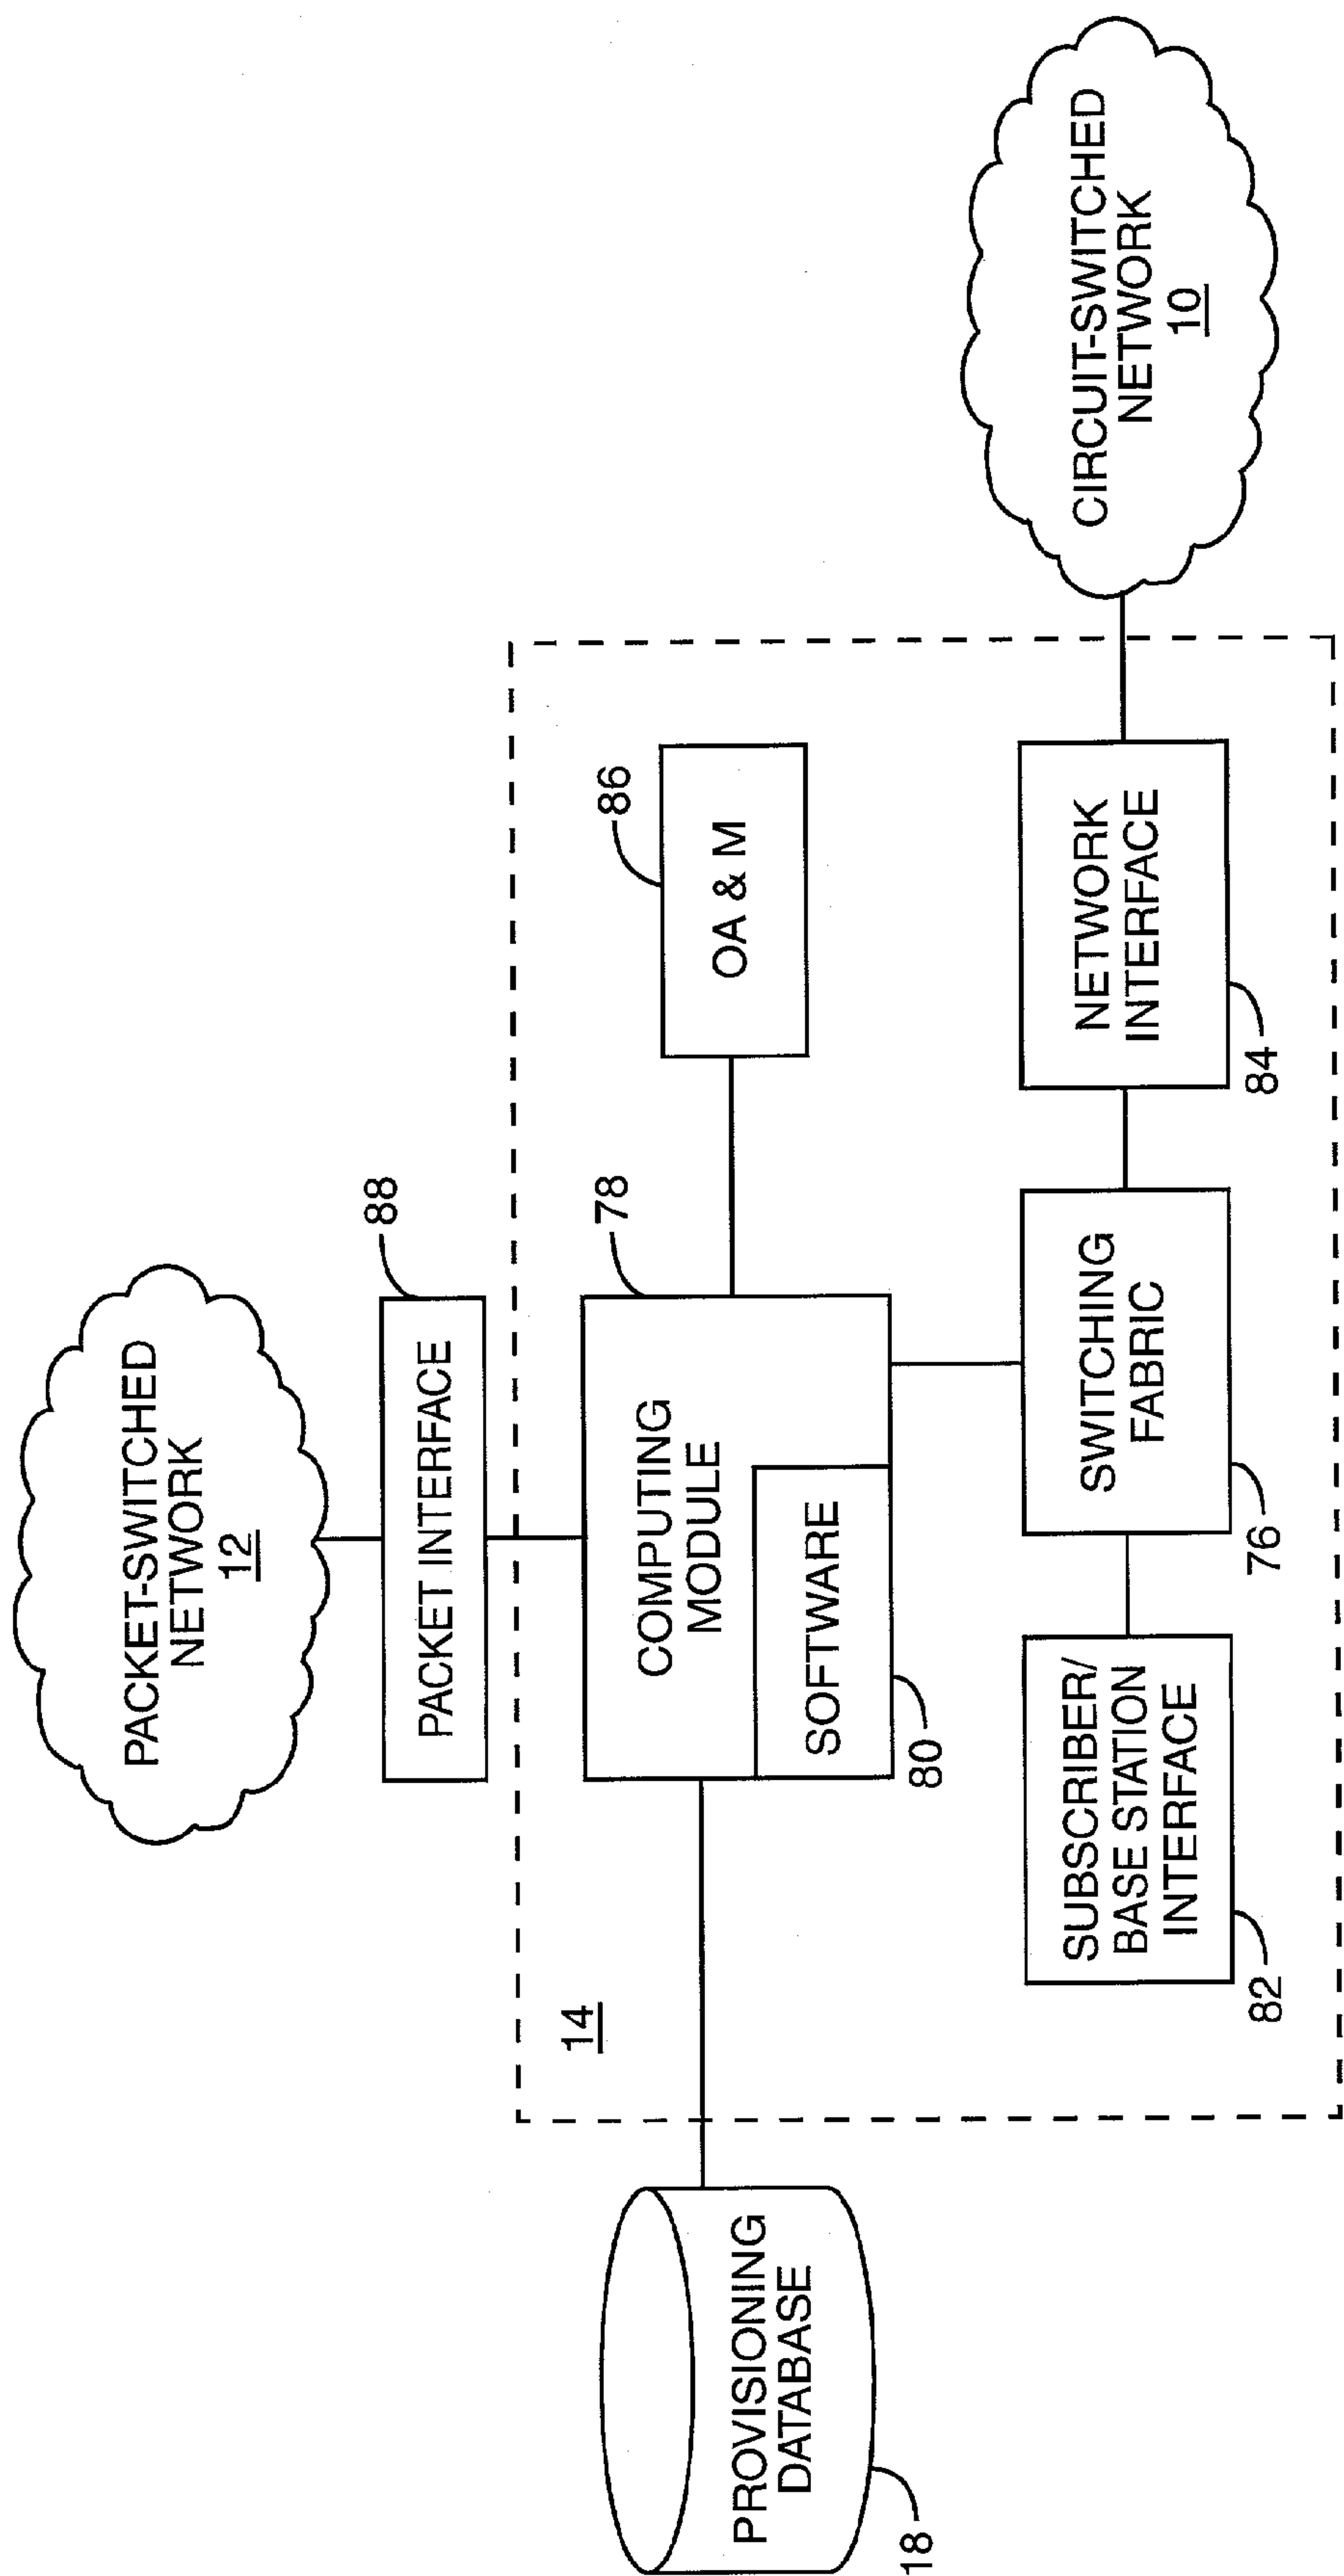 PACKET-SWITCHED
NETWORK
12
88
PACKET INTERFACE
14
78
COMPUTING
MODULE
SOFTWARE
80
86
OA & M
PROVISIONING
DATABASE
18
SUBSCRIBER/
BASE STATION
INTERFACE
82
SWITCHING
FABRIC
76
NETWORK
INTERFACE
84
CIRCUIT-SWITCHED
NETWORK
10